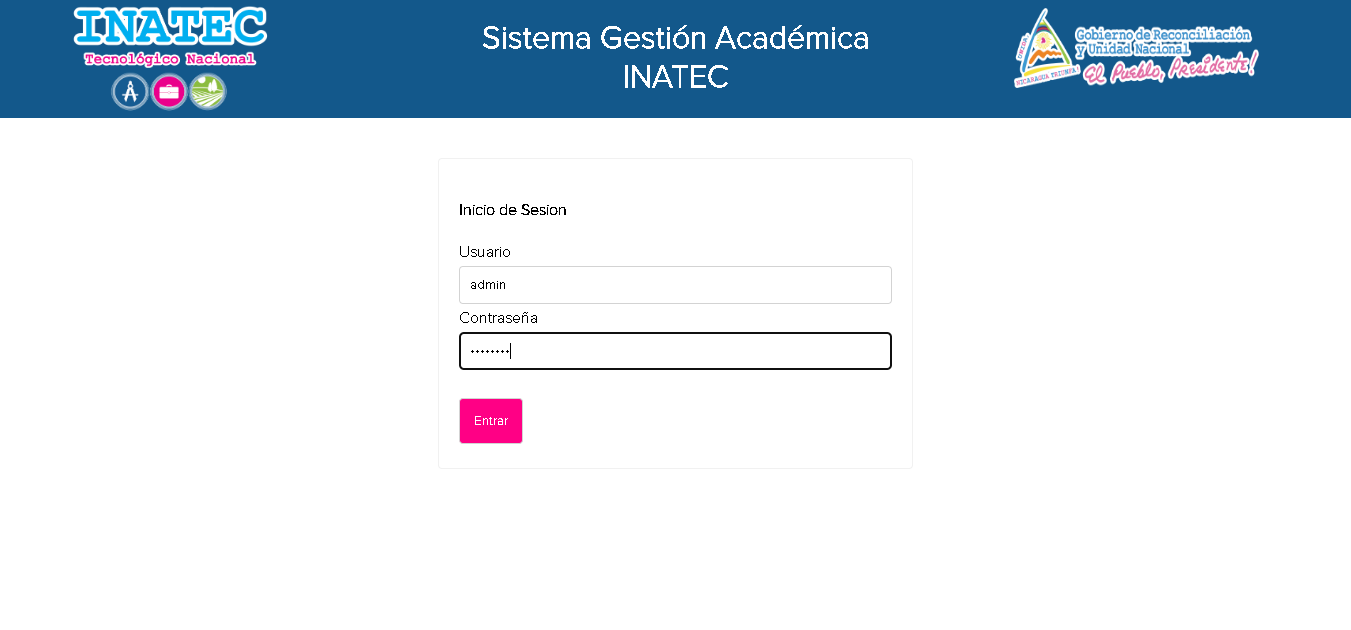 INATEC
Tecnológico Nacional
Sistema Gestión Académica
INATEC
Gobierno de Reconciliación
y Unidad Nacional
El Pueblo, Presidente!
UNIDA
NICARAGUA TRIUNFA!
Inicio de Sesion
Usuario
admin
Contraseña
••••••••
Entrar